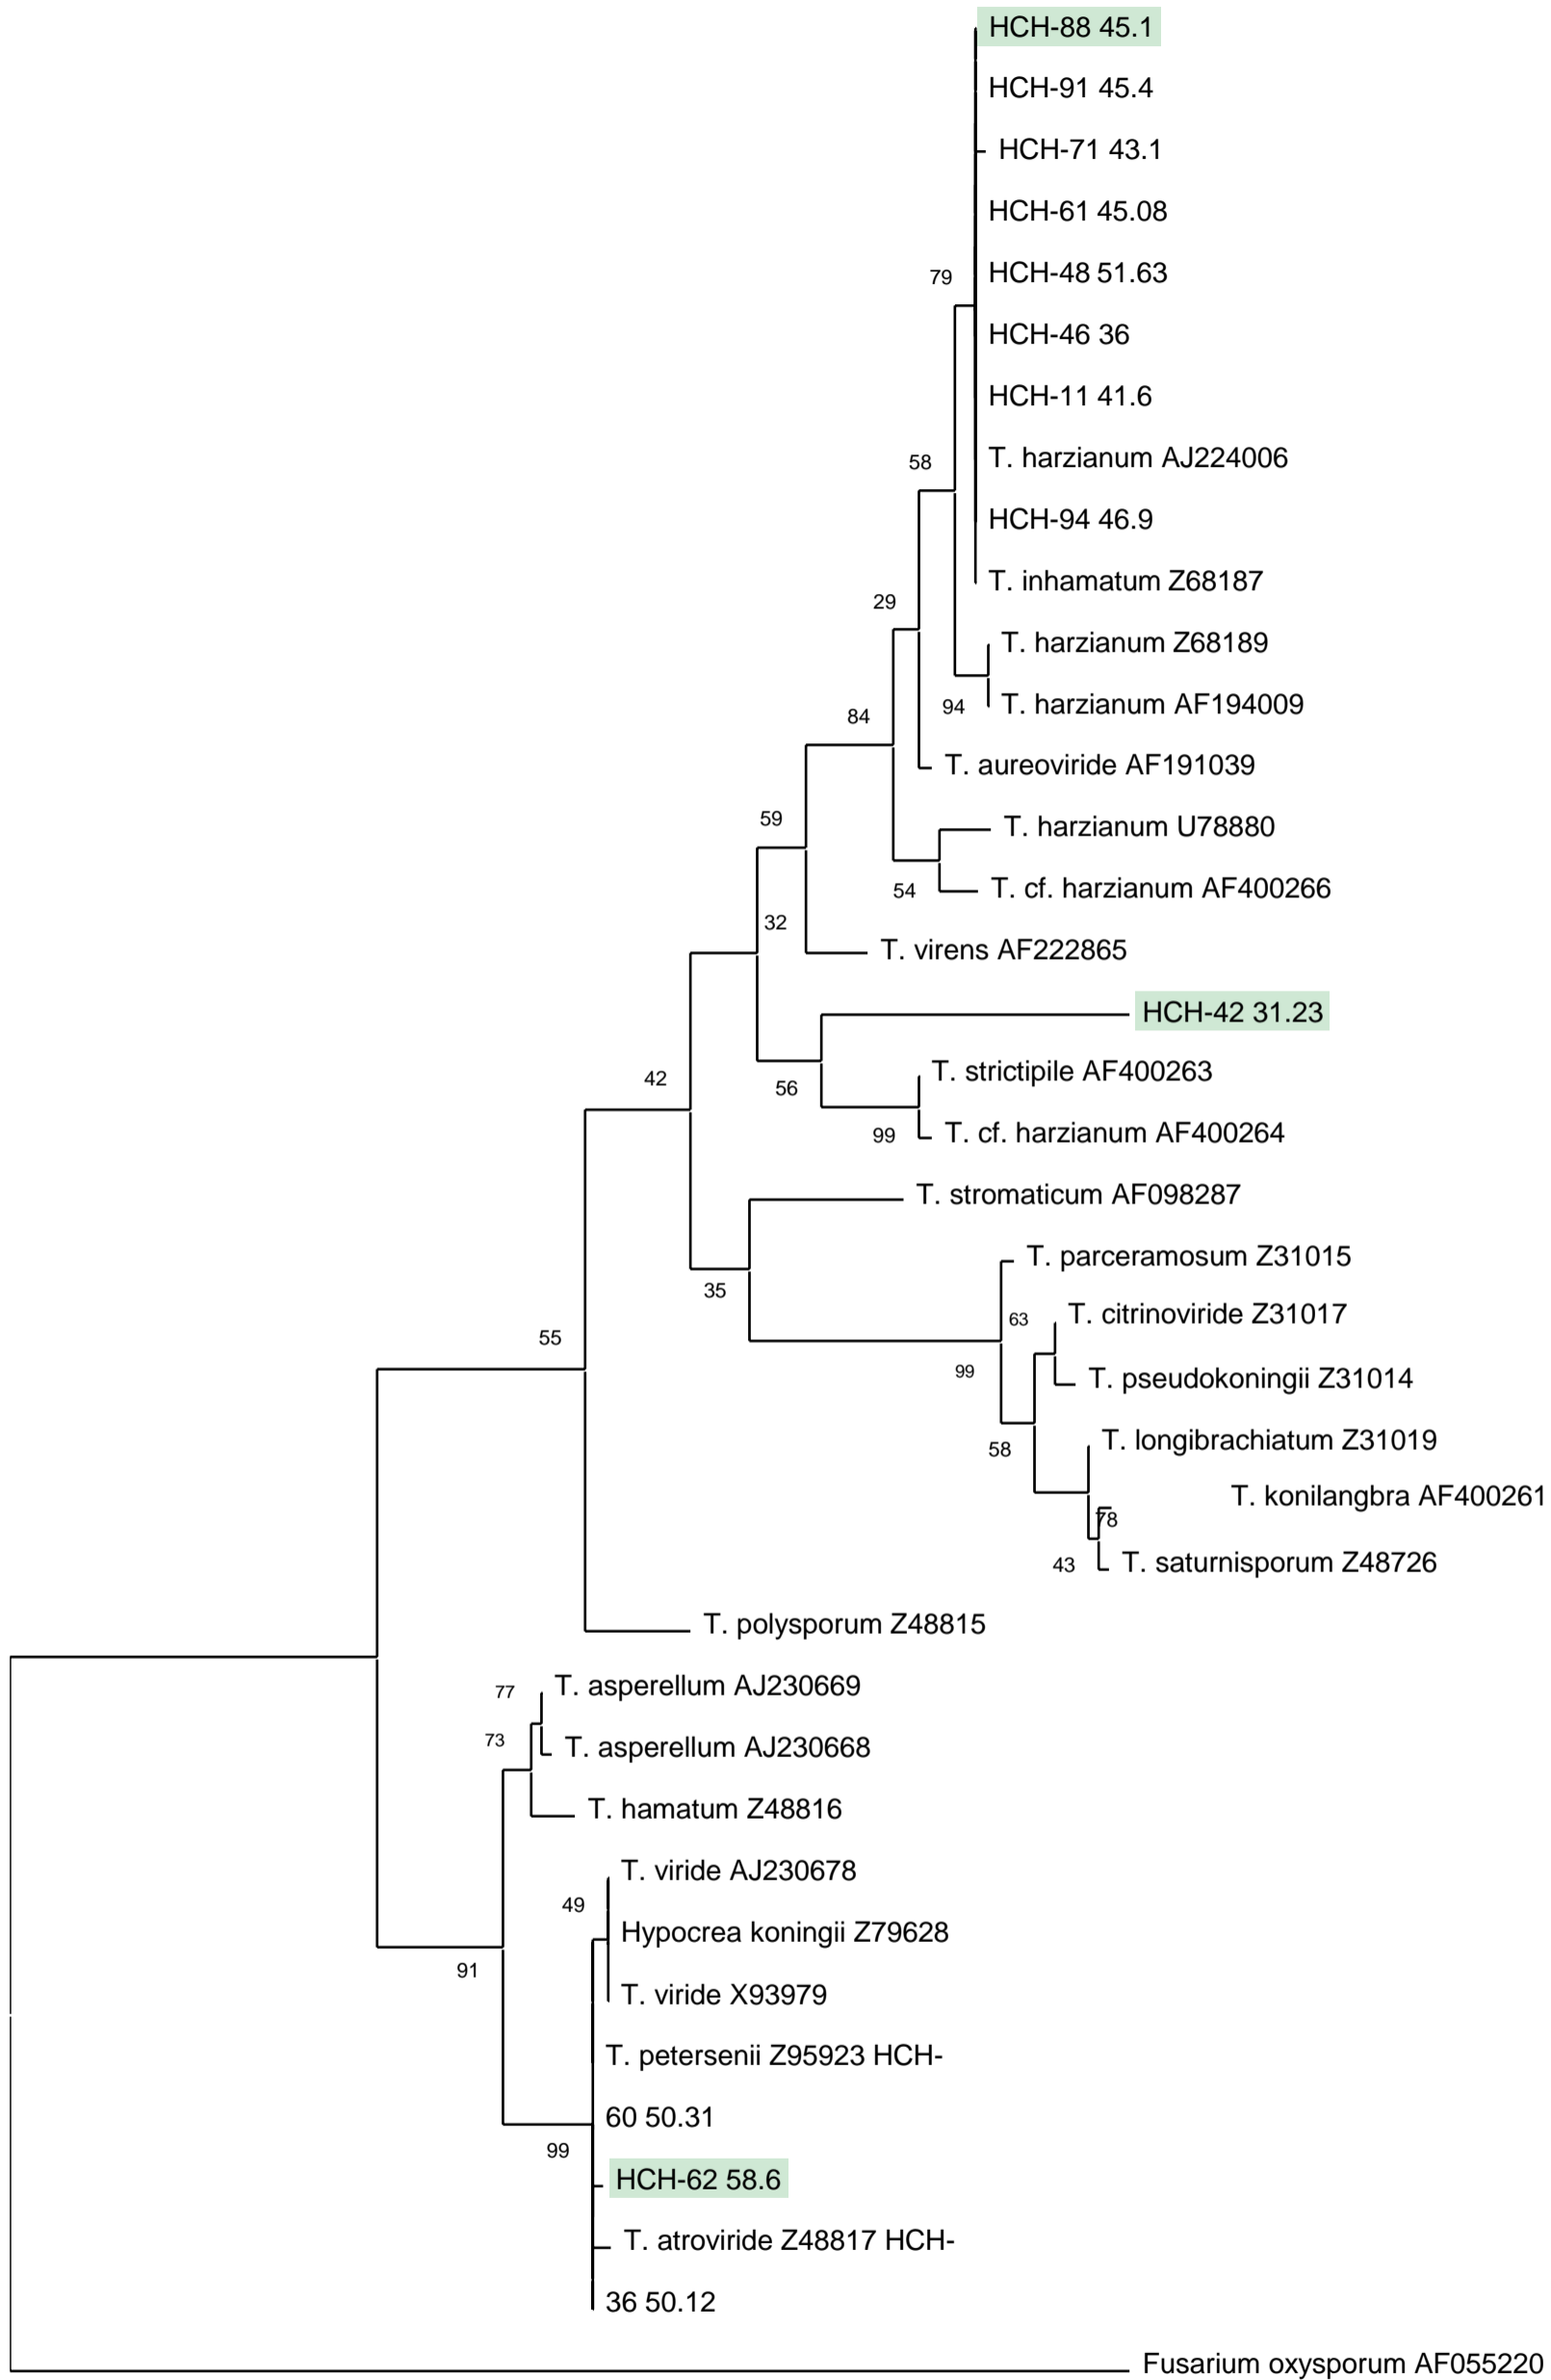 HCH-88 45.1
HCH-91 45.4
HCH-71 43.1
HCH-61 45.08
HCH-48 51.63
79
HCH-46 36
HCH-11 41.6
T. harzianum AJ224006
58
HCH-94 46.9
T. inhamatum Z68187
29
T. harzianum Z68189
T. harzianum AF194009
94
84
T. aureoviride AF191039
59
T. harzianum U78880
T. cf. harzianum AF400266
54
32
T. virens AF222865
HCH-42 31.23
T. strictipile AF400263
42
56
T. cf. harzianum AF400264
99
T. stromaticum AF098287
T. parceramosum Z31015
35
63
T. citrinoviride Z31017
55
99
T. pseudokoningii Z31014
T. longibrachiatum Z31019
58
T. konilangbra AF400261
78
T. saturnisporum Z48726
43
T. polysporum Z48815
77
T. asperellum AJ230669
73
T. asperellum AJ230668
T. hamatum Z48816
T. viride AJ230678
49
Hypocrea koningii Z79628
91
T. viride X93979
T. petersenii Z95923 HCH-
60 50.31
99
HCH-62 58.6
T. atroviride Z48817 HCH-
36 50.12
Fusarium oxysporum AF055220